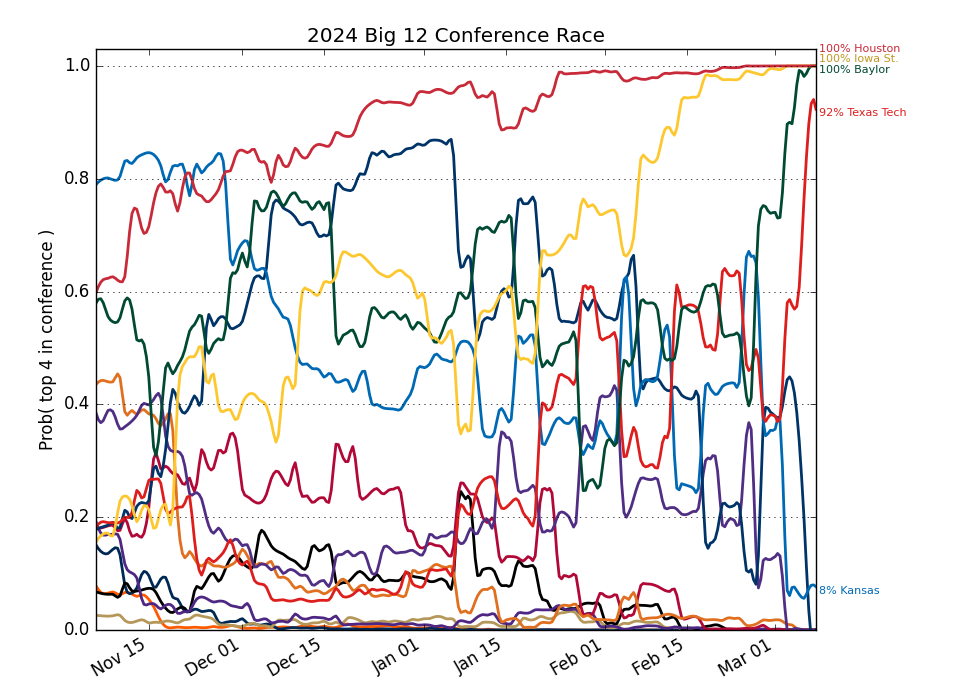 2024 Big 12 Conference Race
Prob( top 4 in conference )
1.0
0.8
0.6
0.4
0.2
0.0
Nov 15
Dec 01
Dec 15
Jan 01
Jan 15
Feb 01
Feb 15
Mar 01
100% Houston
100% Iowa St.
100% Baylor
92% Texas Tech
8% Kansas